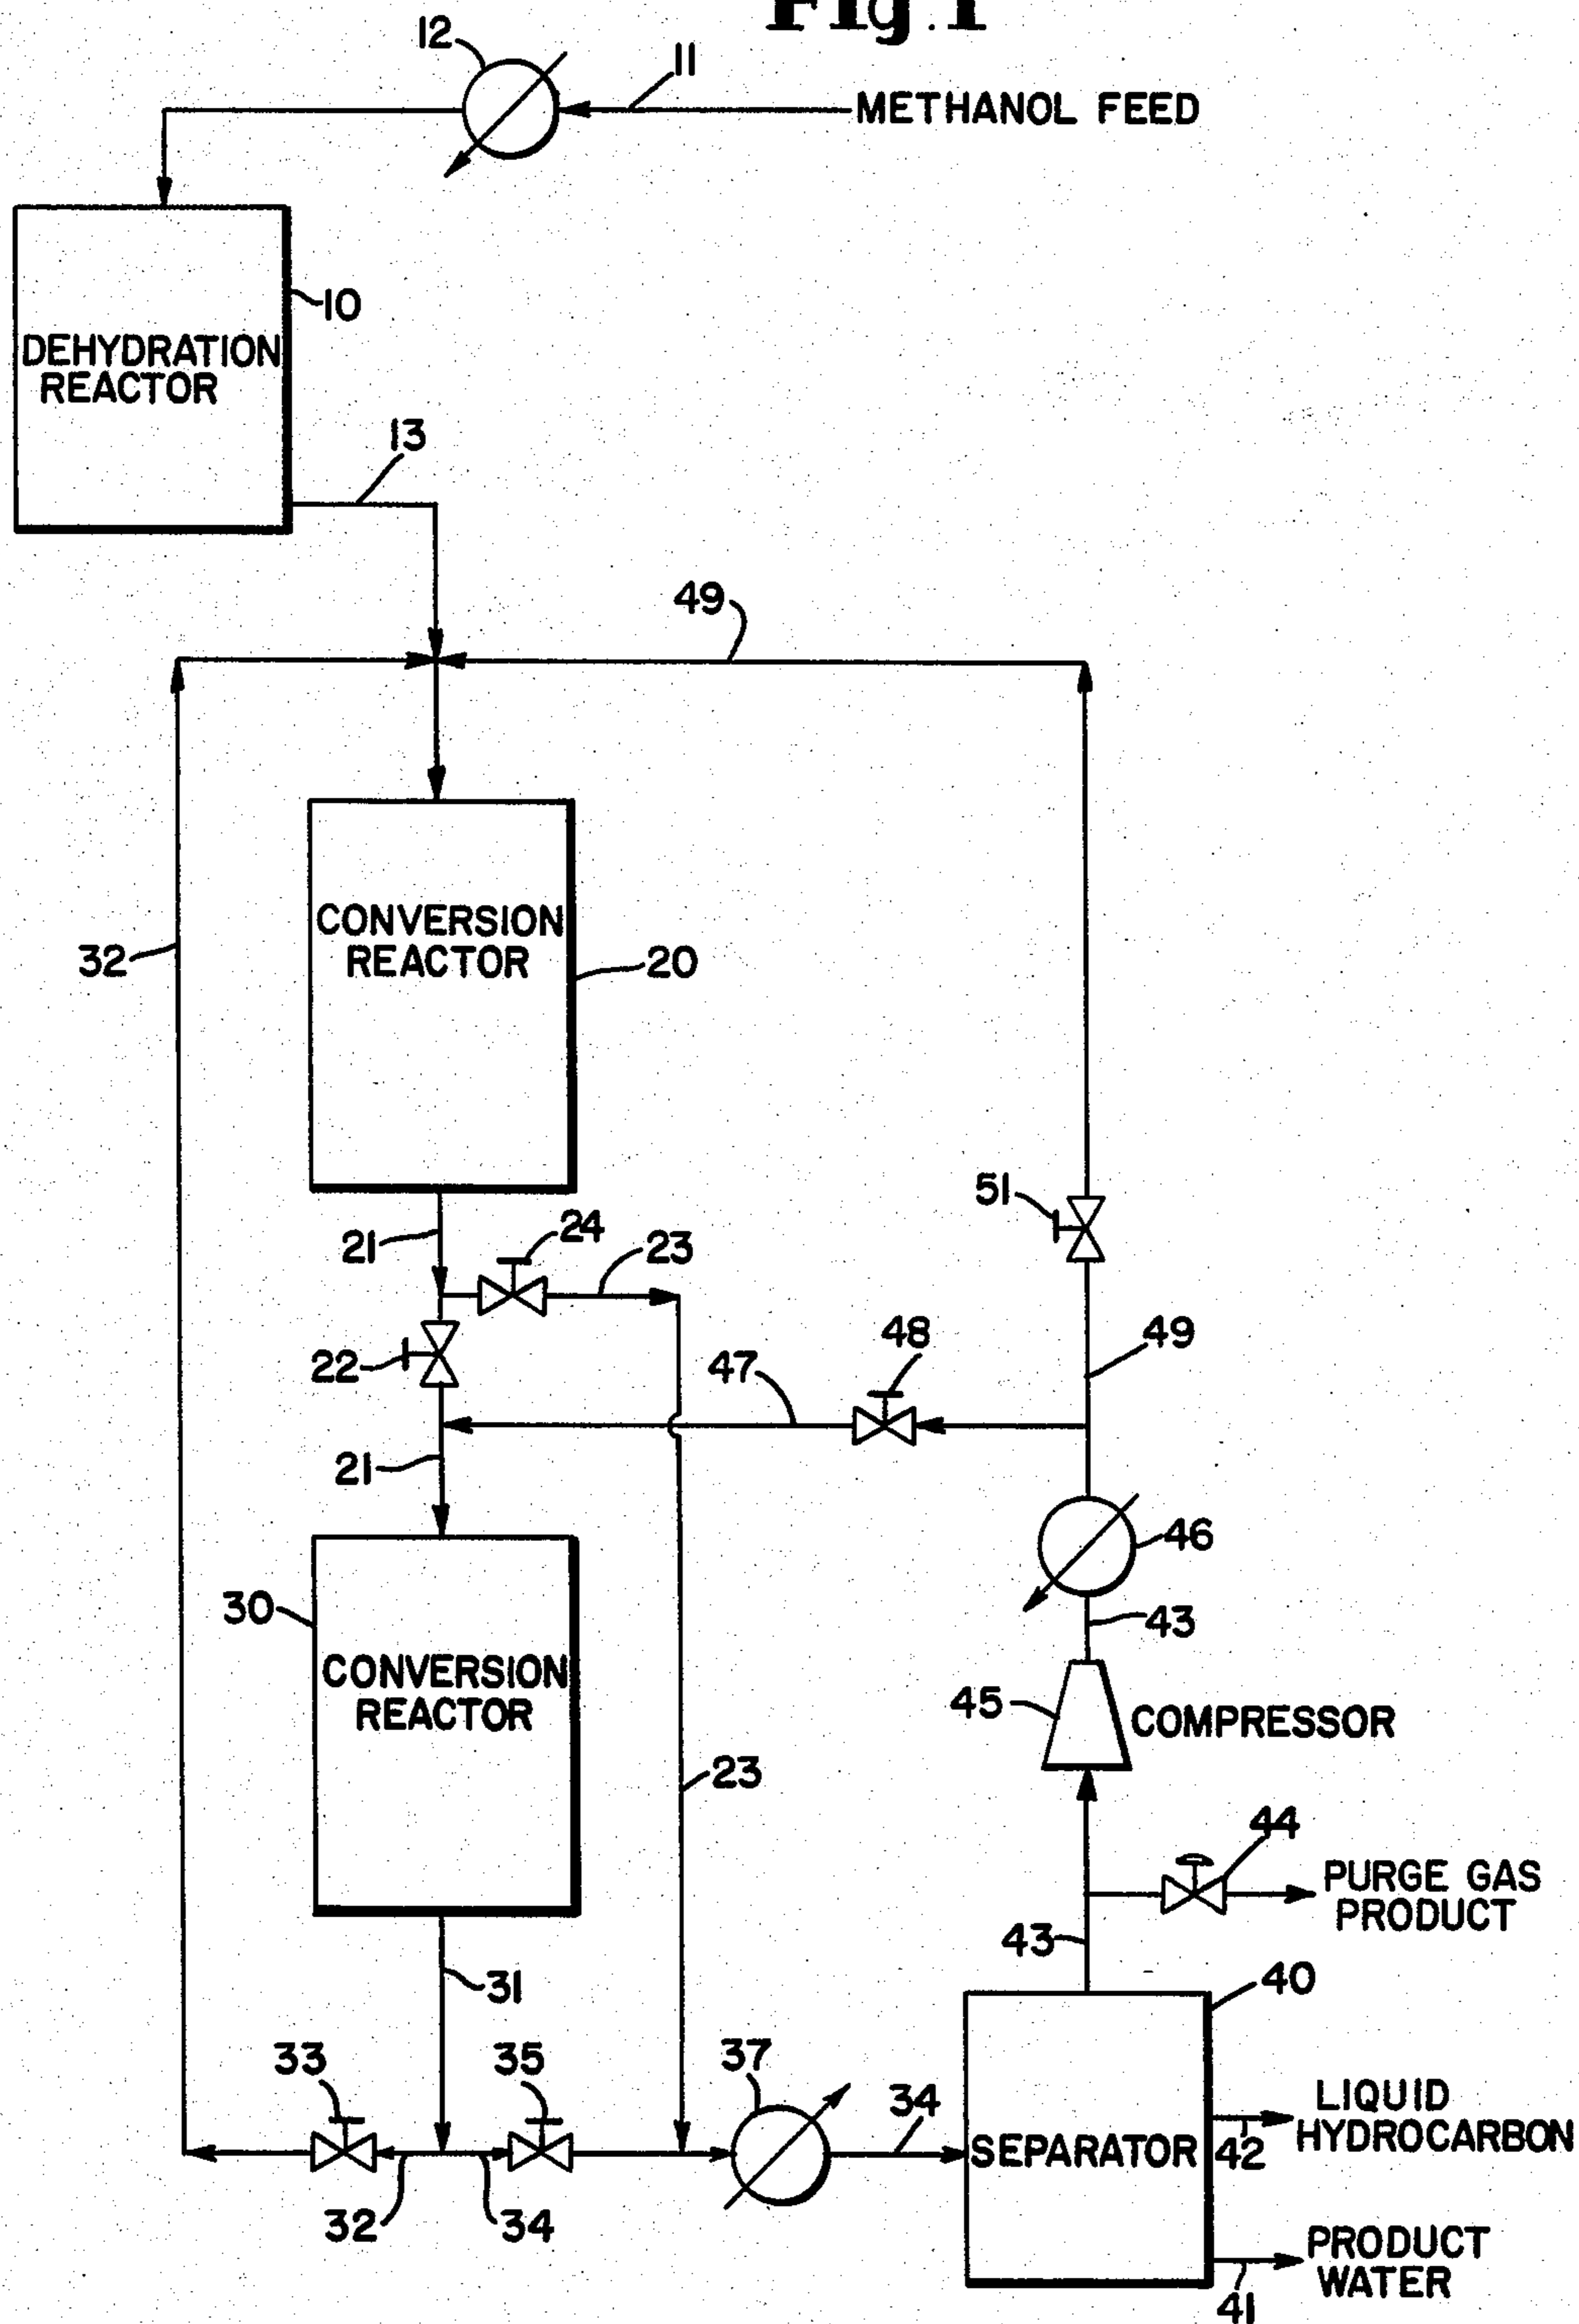 Fig. 1
12
11
METHANOL FEED
10
DEHYDRATION
REACTOR
13
49
CONVERSION
REACTOR
32
20
51
24
21
23
22
48
49
47
21
46
30
43
CONVERSION
REACTOR
45
COMPRESSOR
23
44
PURGE GAS
PRODUCT
43
31
40
33
35
37
34
LIQUID
HYDROCARBON
SEPARATOR
42
32
34
PRODUCT
WATER
41